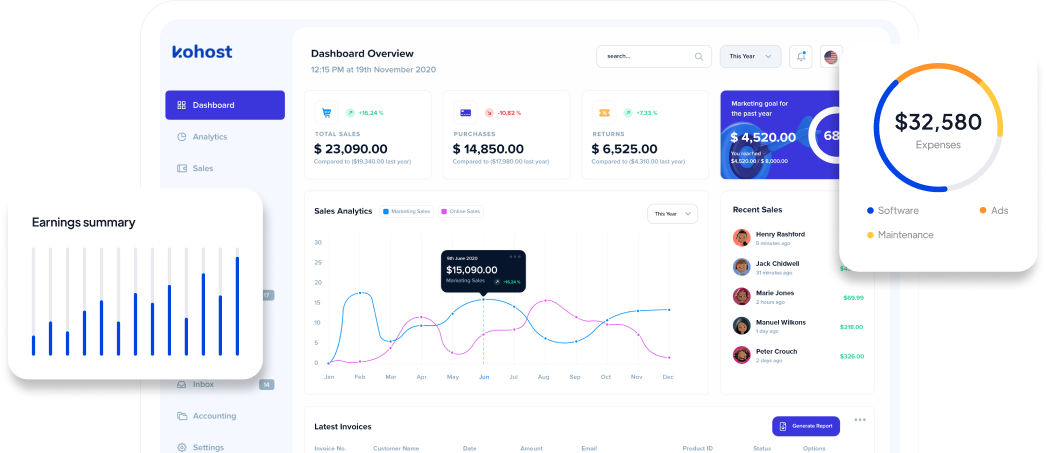 kohost
Dashboard
Analytics
Sales
17
Inbox
14
Accounting
Settings
Earnings summary
Dashboard Overview
12:15 PM at 19th November 2020
search...
This Year
+16,24 %
TOTAL SALES
$ 23,090.00
Compared to ($19,340.00 last year)
-10,82 %
PURCHASES
$ 14,850.00
Compared to ($17,980.00 last year)
+7,33 %
RETURNS
$ 6,525.00
Compared to ($4,310.00 last year)
Marketing goal for
the past year
$ 4,520.00
You reached
$4,520.00 / $ 8,000.00
68
$32,580
Expenses
Software
Ads
Maintenance
Sales Analytics
Marketing Sales
Online Sales
This Year
30
25
20
15
10
5
0
9th June 2020
$15,090.00
Marketing Sales
+16,24 %
Jan Feb Mar Apr May Jun Jul Aug Sep Oct Nov Dec
Recent Sales
Henry Rashford
5 minutes ago
Jack Chidwell
31 minutes ago
Marie Jones
2 hours ago
$69.99
Manuel Wilkons
1 day ago
$218.00
Peter Crouch
2 days ago
$326.00
Latest Invoices
Generate Report
Invoice No. Customer Name Date Amount Email Product ID Status Options